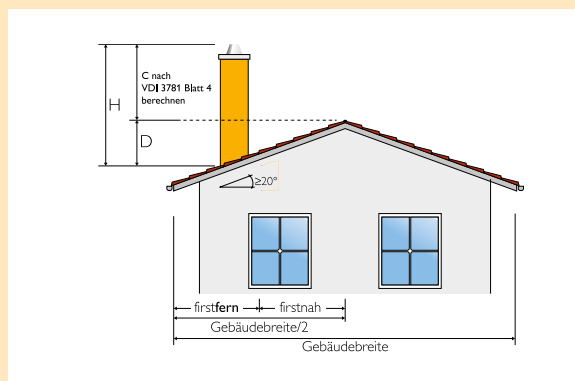 C nach
VDI 3781 Blatt 4
berechnen
H
D
≥20°
firstfern
firstnah
Gebäudebreite/2
Gebäudebreite